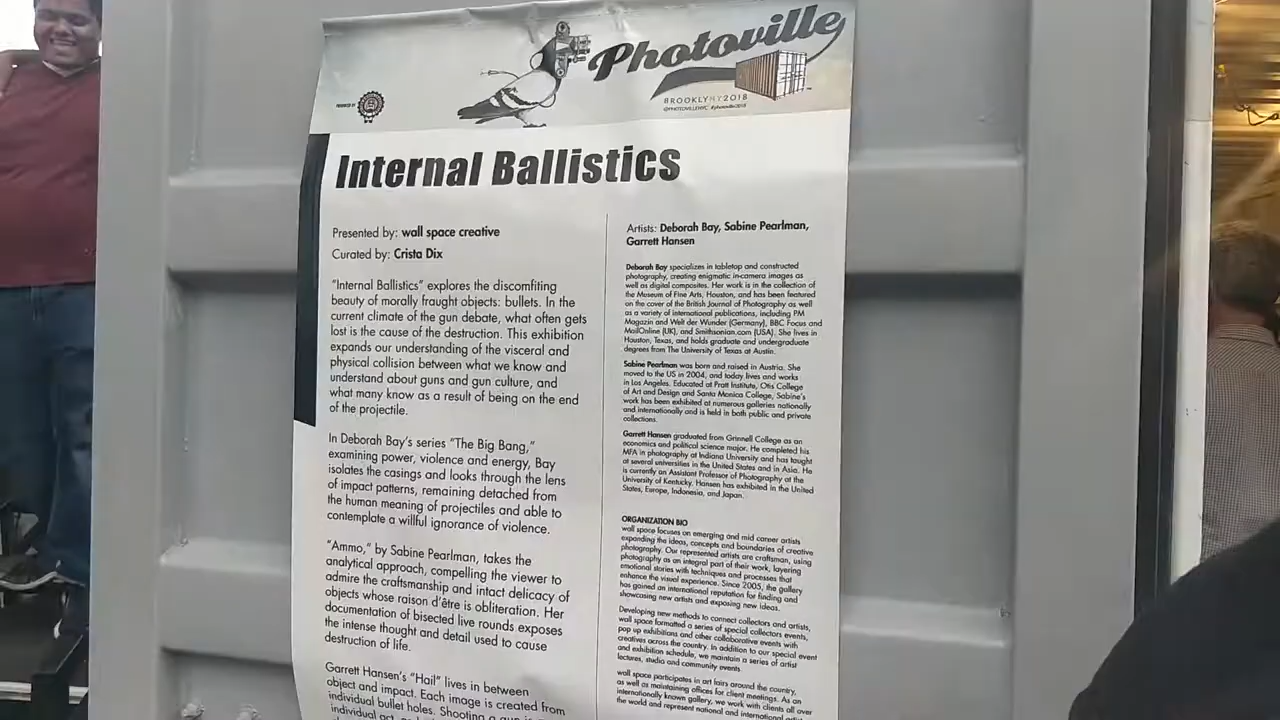 Photoville
BROOKLYN NY 2018
@PHOTOVILLENYC #photoville2018
POWERED BY
Internal Ballistics
Presented by: wall space creative
Curated by: Crista Dix
"Internal Ballistics" explores the discomfiting
beauty of morally fraught objects: bullets. In the
current climate of the gun debate, what often gets
lost is the cause of the destruction. This exhibition
expands our understanding of the visceral and
physical collision between what we know and
understand about guns and gun culture, and
what many know as a result of being on the end
of the projectile.
In Deborah Bay's series "The Big Bang,"
examining power, violence and energy, Bay
isolates the casings and looks through the lens
of impact patterns, remaining detached from
the human meaning of projectiles and able to
contemplate a willful ignorance of violence.
"Ammo," by Sabine Pearlman, takes the
analytical approach, compelling the viewer to
admire the craftsmanship and intact delicacy of
objects whose raison d'être is obliteration. Her
documentation of bisected live rounds exposes
the intense thought and detail used to cause
destruction of life.
Garrett Hansen's "Hail" lives in between
object and impact. Each image is created from
individual bullet holes. Shooting a gun is
individual act,
Artists: Deborah Bay, Sabine Pearlman,
Garrett Hansen
Deborah Bay specializes in tabletop and constructed
photography, creating enigmatic in-camera images as
well as digital composites. Her work is in the collection of
the Museum of Fine Arts, Houston, and has been featured
on the cover of the British Journal of Photography as well
as a variety of international publications, including PM
Magazin and Welt der Wunder (Germany), BBC Focus and
MailOnline (UK), and Smithsonian.com (USA). She lives in
Houston, Texas, and holds graduate and undergraduate
degrees from The University of Texas at Austin.
Sabine Pearlman was born and raised in Austria. She
moved to the US in 2004, and today lives and works
in Los Angeles. Educated at Pratt Institute, Otis College
of Art and Design and Santa Monica College, Sabine's
work has been exhibited at numerous galleries nationally
and internationally and is held in both public and private
collections.
Garrett Hansen graduated from Grinnell College as an
economics and political science major. He completed his
MFA in photography at Indiana University and has taught
at several universities in the United States and in Asia. He
is currently an Assistant Professor of Photography at the
University of Kentucky. Hansen has exhibited in the United
States, Europe, Indonesia, and Japan.
ORGANIZATION BIO
wall space focuses on emerging and mid career artists
expanding the ideas, concepts and boundaries of creative
photography. Our represented artists are craftsman, using
photography as an integral part of their work, layering
emotional stories with techniques and processes that
enhance the visual experience. Since 2005, the gallery
has gained an international reputation for finding and
showcasing new artists and exposing new ideas.
Developing new methods to connect collectors and artists,
wall space formatted a series of special collectors events,
pop up exhibitions and other collaborative events with
creatives across the country. In addition to our special event
and exhibition schedule, we maintain a series of artist
lectures, studio and community events.
wall space participates in art fairs around the country,
as well as maintaining offices for client meetings. As an
internationally known gallery, we work with clients all over
the world and represent national and international